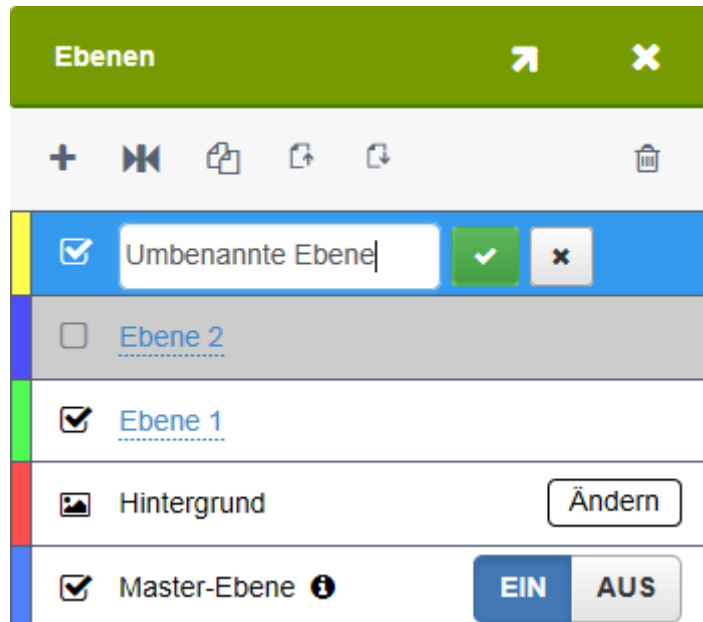 Ebenen
Umbenannte Ebene
Ebene 2
Ebene 1
Hintergrund Ändern
Master-Ebene EIN AUS